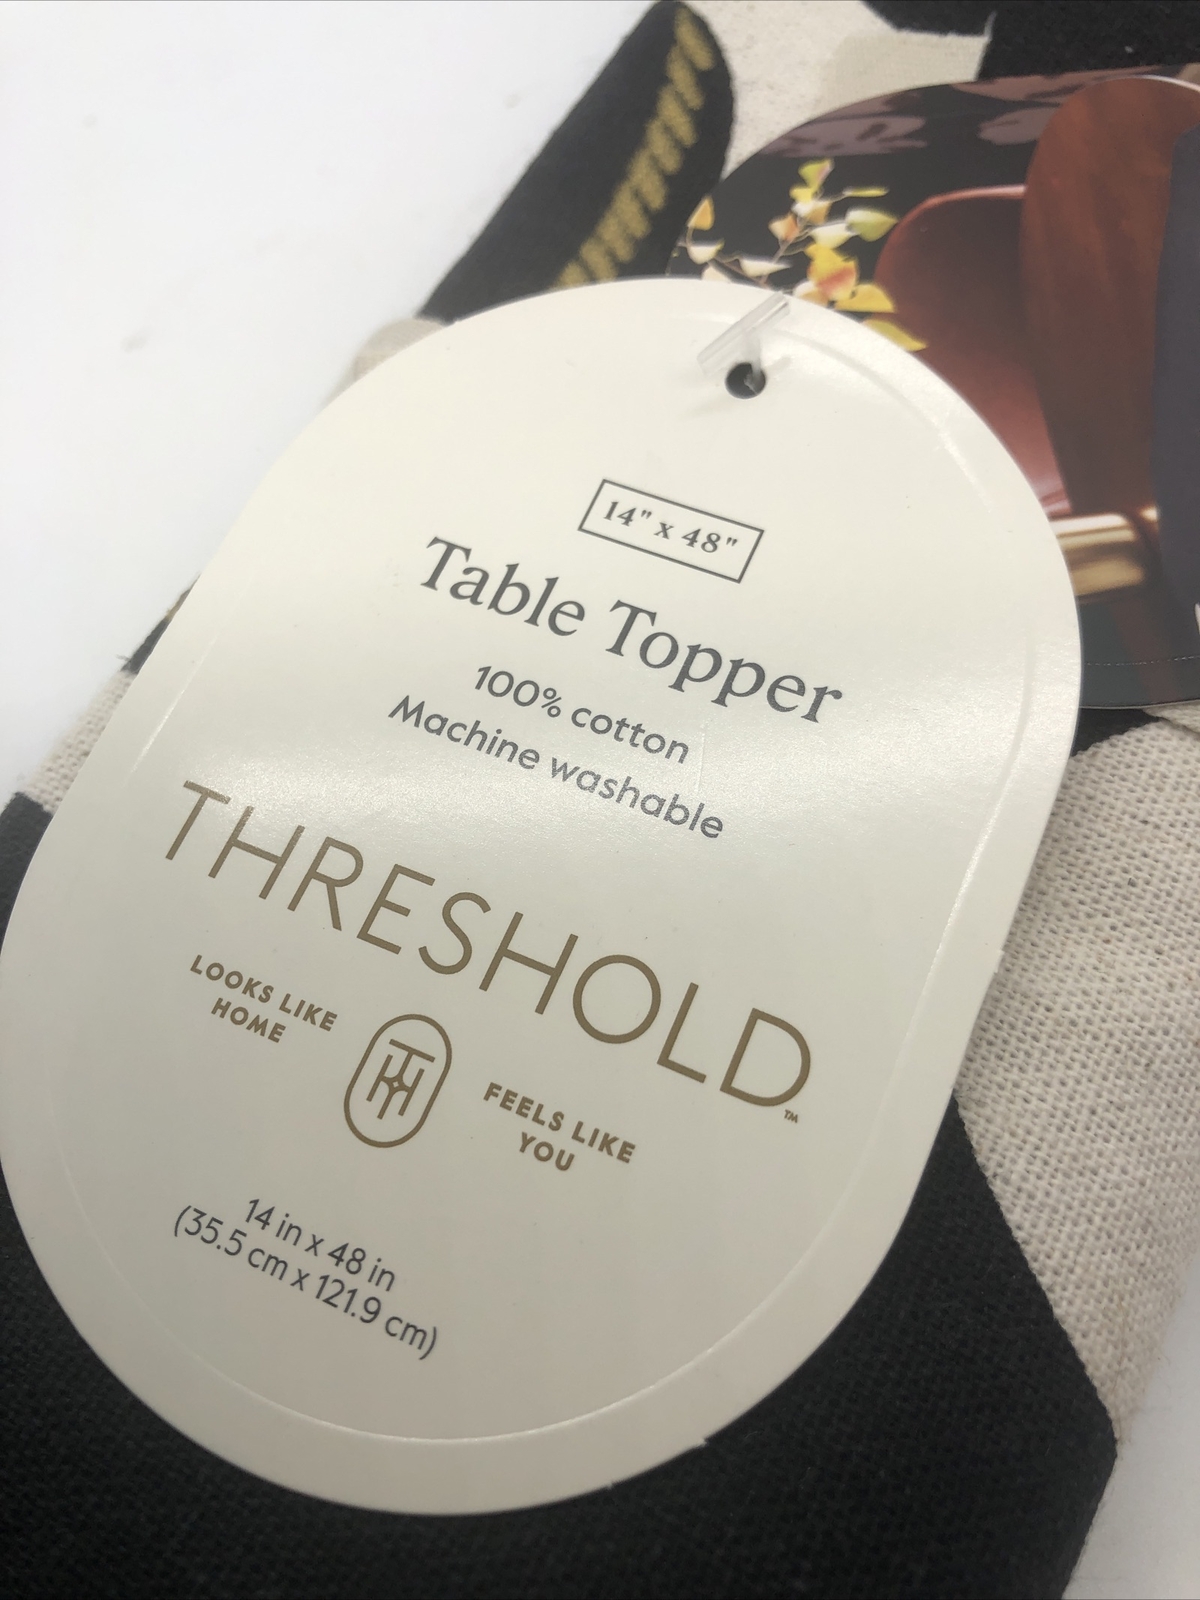 14" x 48"
Table Topper
100% cotton
Machine washable
THRESHOLD™
LOOKS LIKE
HOME
FEELS LIKE
YOU
14 in x 48 in
(35.5 cm x 121.9 cm)